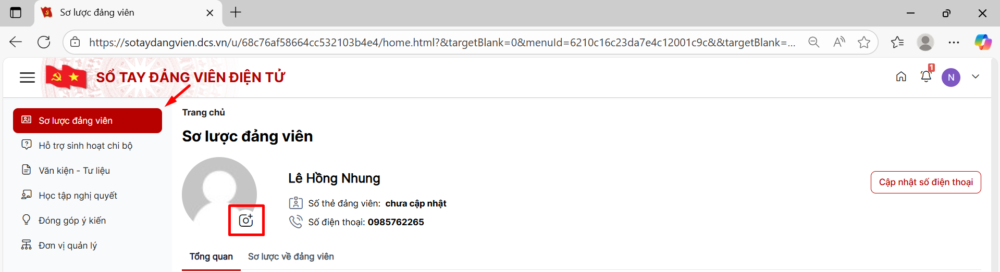 Sơ lược đảng viên
https://sotaydangvien.dcs.vn/u/68c76af58664cc532103b4e4/home.html?&targetBlank=0&menuId=6210c16c23da7e4c12001c9c&&targetBlank=...
SỔ TAY ĐẢNG VIÊN ĐIỆN TỬ
1
N
Sơ lược đảng viên
Hỗ trợ sinh hoạt chi bộ
Văn kiện - Tư liệu
Học tập nghị quyết
Đóng góp ý kiến
Đơn vị quản lý
Trang chủ
Sơ lược đảng viên
Lê Hồng Nhung
Số thẻ đảng viên: chưa cập nhật
Số điện thoại: 0985762265
Cập nhật số điện thoại
Tổng quan
Sơ lược về đảng viên